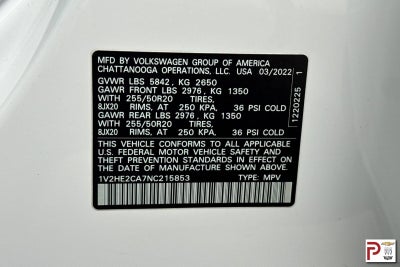 MFD BY VOLKSWAGEN GROUP OF AMERICA
CHATTANOOGA OPERATIONS, LLC. USA 03/2022
GVWR LBS 5842, KG 2650
GAWR FRONT LBS 2976, KG 1350
WITH 255/50R20 TIRES,
8JX20 RIMS, AT 250 KPA, 36 PSI COLD
GAWR REAR LBS 2976, KG 1350
WITH 255/50R20 TIRES,
8JX20 RIMS, AT 250 KPA, 36 PSI COLD
THIS VEHICLE CONFORMS TO ALL APPLICABLE
U.S. FEDERAL MOTOR VEHICLE SAFETY
STANDARDS IN EFFECT ON THE DATE OF
MANUFACTURE SHOWN ABOVE.
1V2HE2CA7NC215853 TYPE: MPV
1220225 1
P